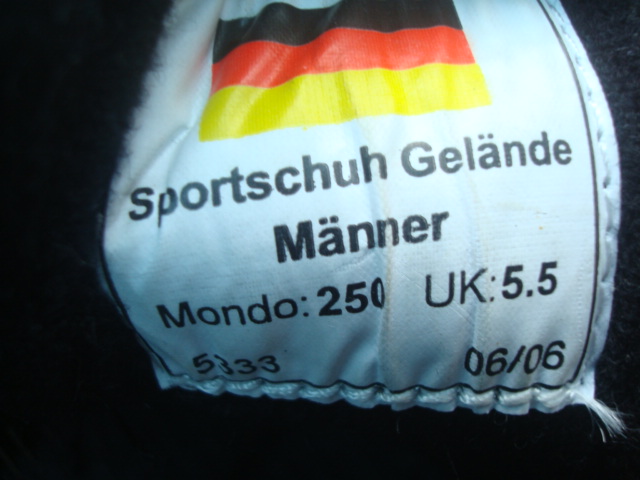 Sportschuh Gelände
Männer
Mondo: 250 UK: 5.5
5333 06/06